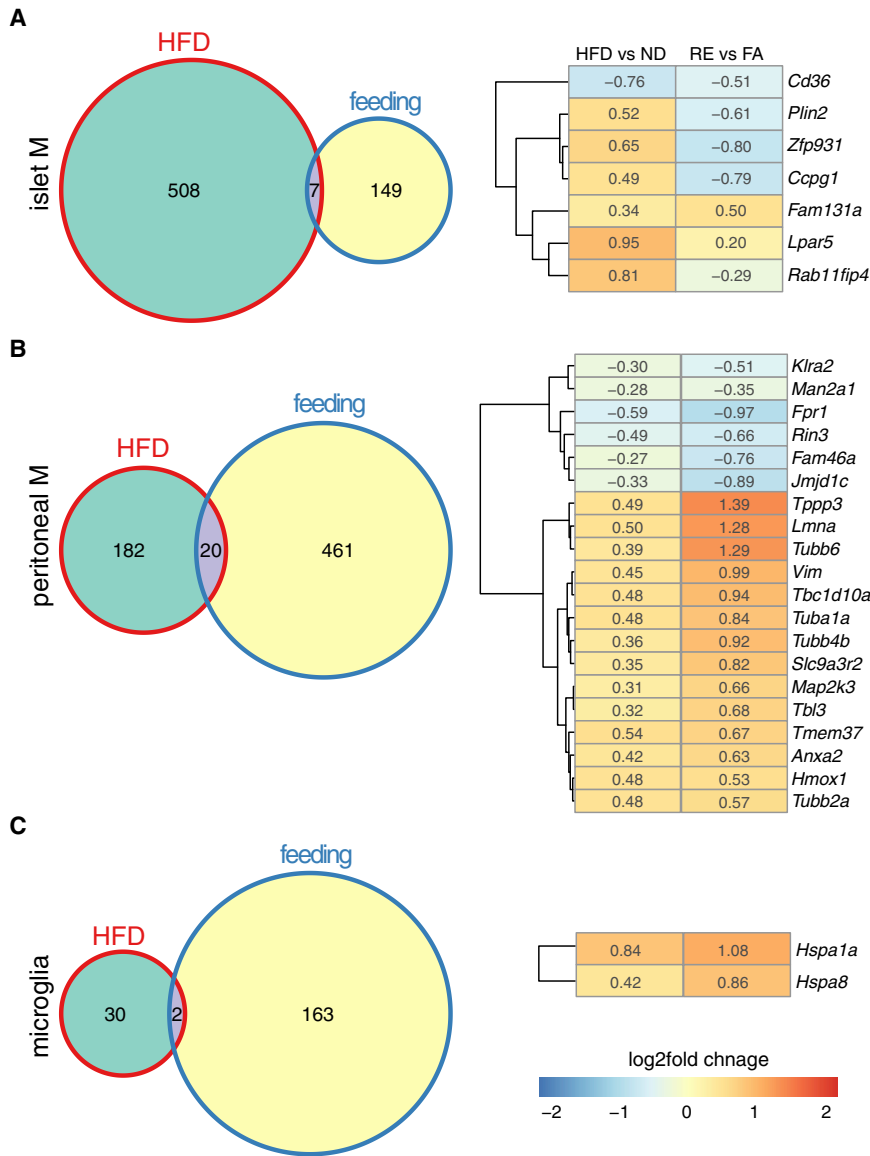 A
HFD
feeding
islet M
508
7
149
HFD vs ND RE vs FA
−0.76 −0.51 Cd36
0.52 −0.61 Plin2
0.65 −0.80 Zfp931
0.49 −0.79 Ccpg1
0.34 0.50 Fam131a
0.95 0.20 Lpar5
0.81 −0.29 Rab11fip4
B
HFD
feeding
peritoneal M
182
20
461
−0.30 −0.51 Klra2
−0.28 −0.35 Man2a1
−0.59 −0.97 Fpr1
−0.49 −0.66 Rin3
−0.27 −0.76 Fam46a
−0.33 −0.89 Jmjd1c
0.49 1.39 Tppp3
0.50 1.28 Lmna
0.39 1.29 Tubb6
0.45 0.99 Vim
0.48 0.94 Tbc1d10a
0.48 0.84 Tuba1a
0.36 0.92 Tubb4b
0.35 0.82 Slc9a3r2
0.31 0.66 Map2k3
0.32 0.68 Tbl3
0.54 0.67 Tmem37
0.42 0.63 Anxa2
0.48 0.53 Hmox1
0.48 0.57 Tubb2a
C
HFD
feeding
microglia
30
2
163
0.84 1.08 Hspa1a
0.42 0.86 Hspa8
log2fold chnage
−2 −1 0 1 2